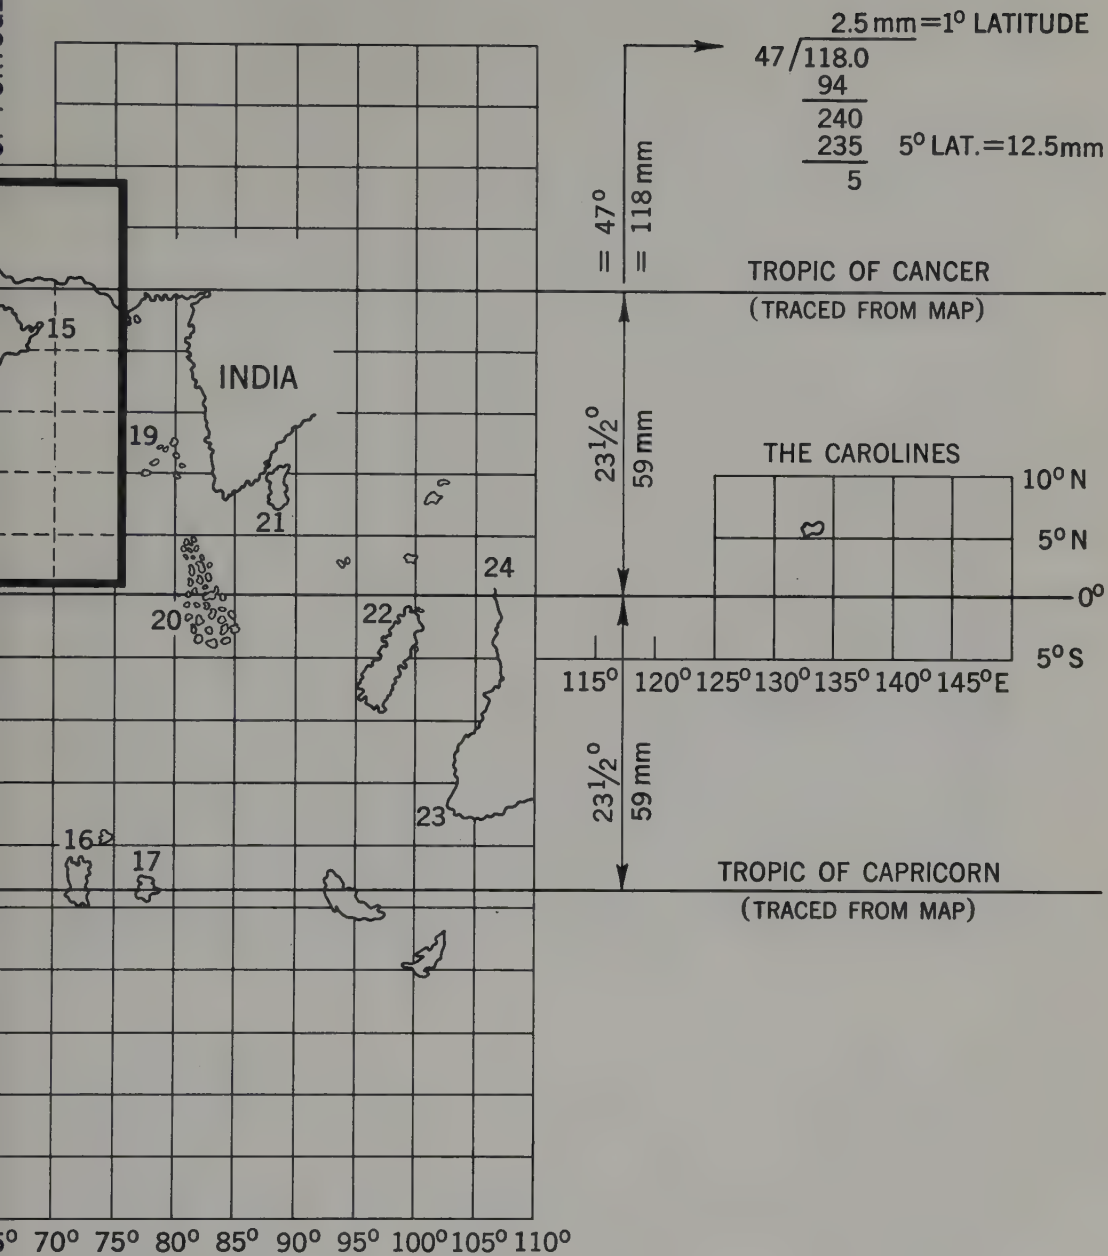 2.5 mm=1° LATITUDE
47/118.0
94
240
235 5° LAT.=12.5mm
5
= 47°
= 118 mm
TROPIC OF CANCER
(TRACED FROM MAP)
15
INDIA
19
21
20
22
24
23½°
59 mm
THE CAROLINES
10° N
5° N
0°
5° S
115° 120° 125° 130° 135° 140° 145°E
23½°
59 mm
23
16
17
TROPIC OF CAPRICORN
(TRACED FROM MAP)
70° 75° 80° 85° 90° 95° 100° 105° 110°